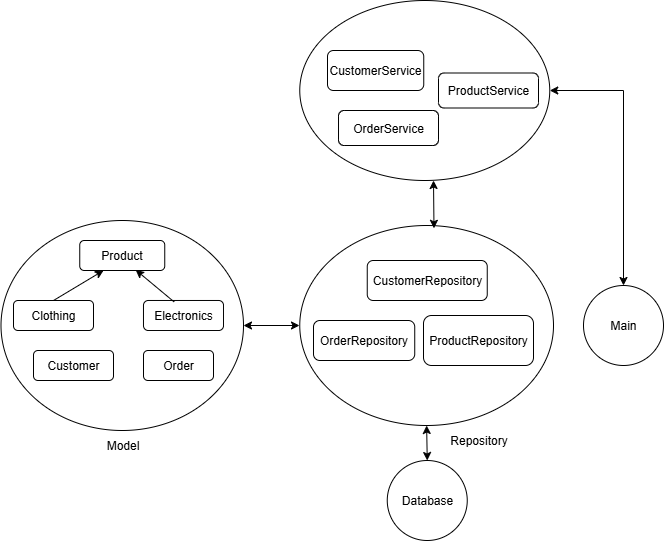 CustomerService
ProductService
OrderService
Product
Clothing
Electronics
Customer
Order
Model
CustomerRepository
OrderRepository
ProductRepository
Repository
Main
Database